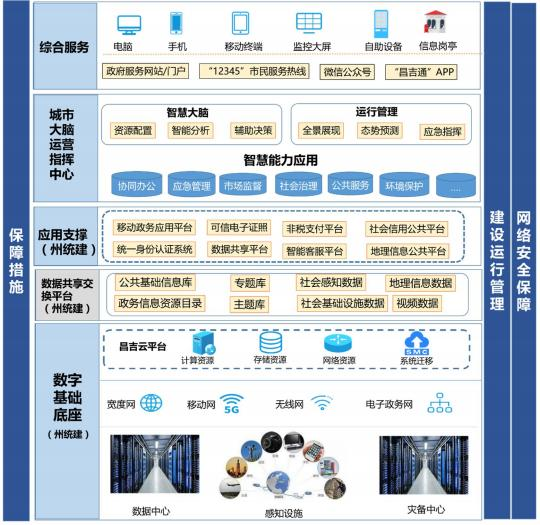 综合服务
电脑
手机
移动终端
监控大屏
自助设备
信息岗亭
政府服务网站/门户
“12345”市民服务热线
微信公众号
“昌吉通”APP
城市
大脑
运营
指挥
中心
智慧大脑
资源配置
智能分析
辅助决策
运行管理
全景展现
态势预测
应急指挥
智慧能力应用
协同办公
应急管理
市场监督
社会治理
公共服务
环境保护
....
应用支撑
（州统建）
移动政务应用平台
可信电子证照
非税支付平台
社会信用公共平台
统一身份认证系统
数据共享平台
智能客服平台
地理信息公共平台
数据共享交
换平台
（州统建）
公共基础信息库
专题库
社会感知数据
地理信息数据
政务信息资源目录
主题库
社会基础设施数据
视频数据
数字
基础
底座
（州统建）
昌吉云平台
计算资源
存储资源
网络资源
SMC
系统迁移
宽度网
移动网
5G
无线网
电子政务网
数据中心
感知设施
灾备中心
保障措施
建设运行管理
网络安全保障